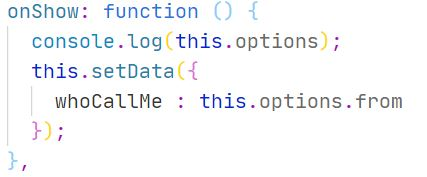 onShow: function () {
  console.log(this.options);
  this.setData({
    whoCallMe : this.options.from
  });
},